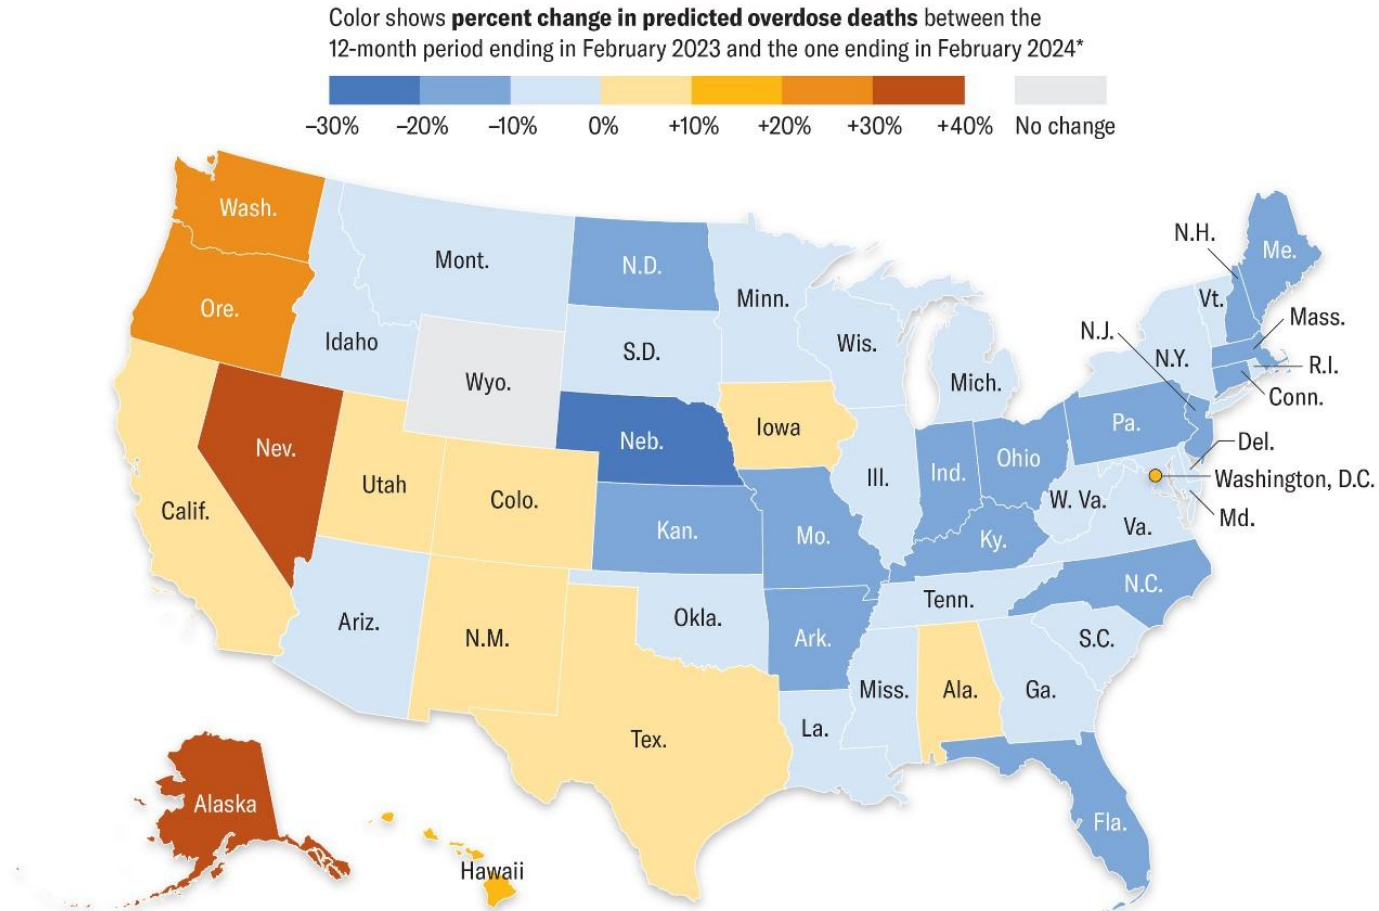 Color shows percent change in predicted overdose deaths between the
12-month period ending in February 2023 and the one ending in February 2024*
–30% –20% –10% 0% +10% +20% +30% +40% No change
Wash.
Mont.
N.D.
Minn.
Ore.
Idaho
Wyo.
S.D.
Wis.
Mich.
N.Y.
Vt.
N.H.
Me.
Mass.
N.J.
R.I.
Conn.
Nev.
Utah
Colo.
Neb.
Iowa
Ill.
Ind.
Ohio
Pa.
Del.
Washington, D.C.
Md.
Calif.
Kan.
Mo.
Ky.
W. Va.
Va.
Ariz.
N.M.
Okla.
Ark.
Tenn.
N.C.
S.C.
Tex.
La.
Miss.
Ala.
Ga.
Fla.
Alaska
Hawaii